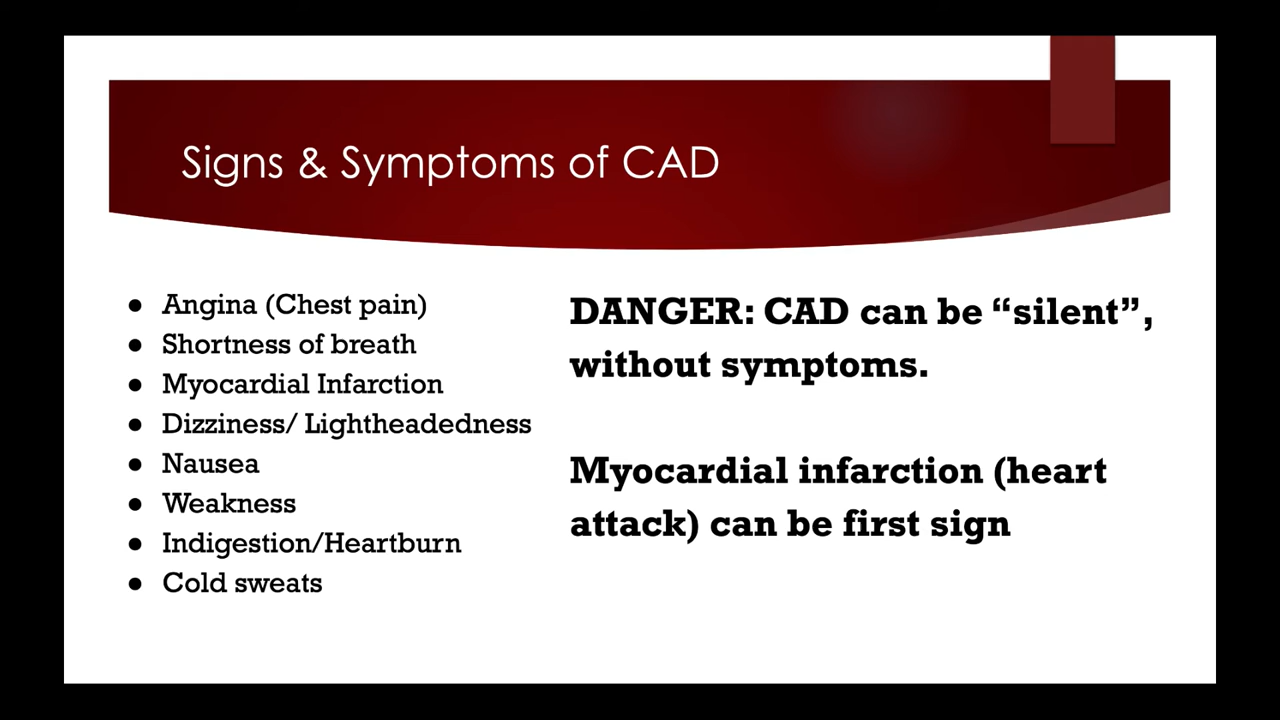 Signs & Symptoms of CAD
● Angina (Chest pain)
● Shortness of breath
● Myocardial Infarction
● Dizziness/ Lightheadedness
● Nausea
● Weakness
● Indigestion/Heartburn
● Cold sweats
DANGER: CAD can be “silent”,
without symptoms.
Myocardial infarction (heart
attack) can be first sign